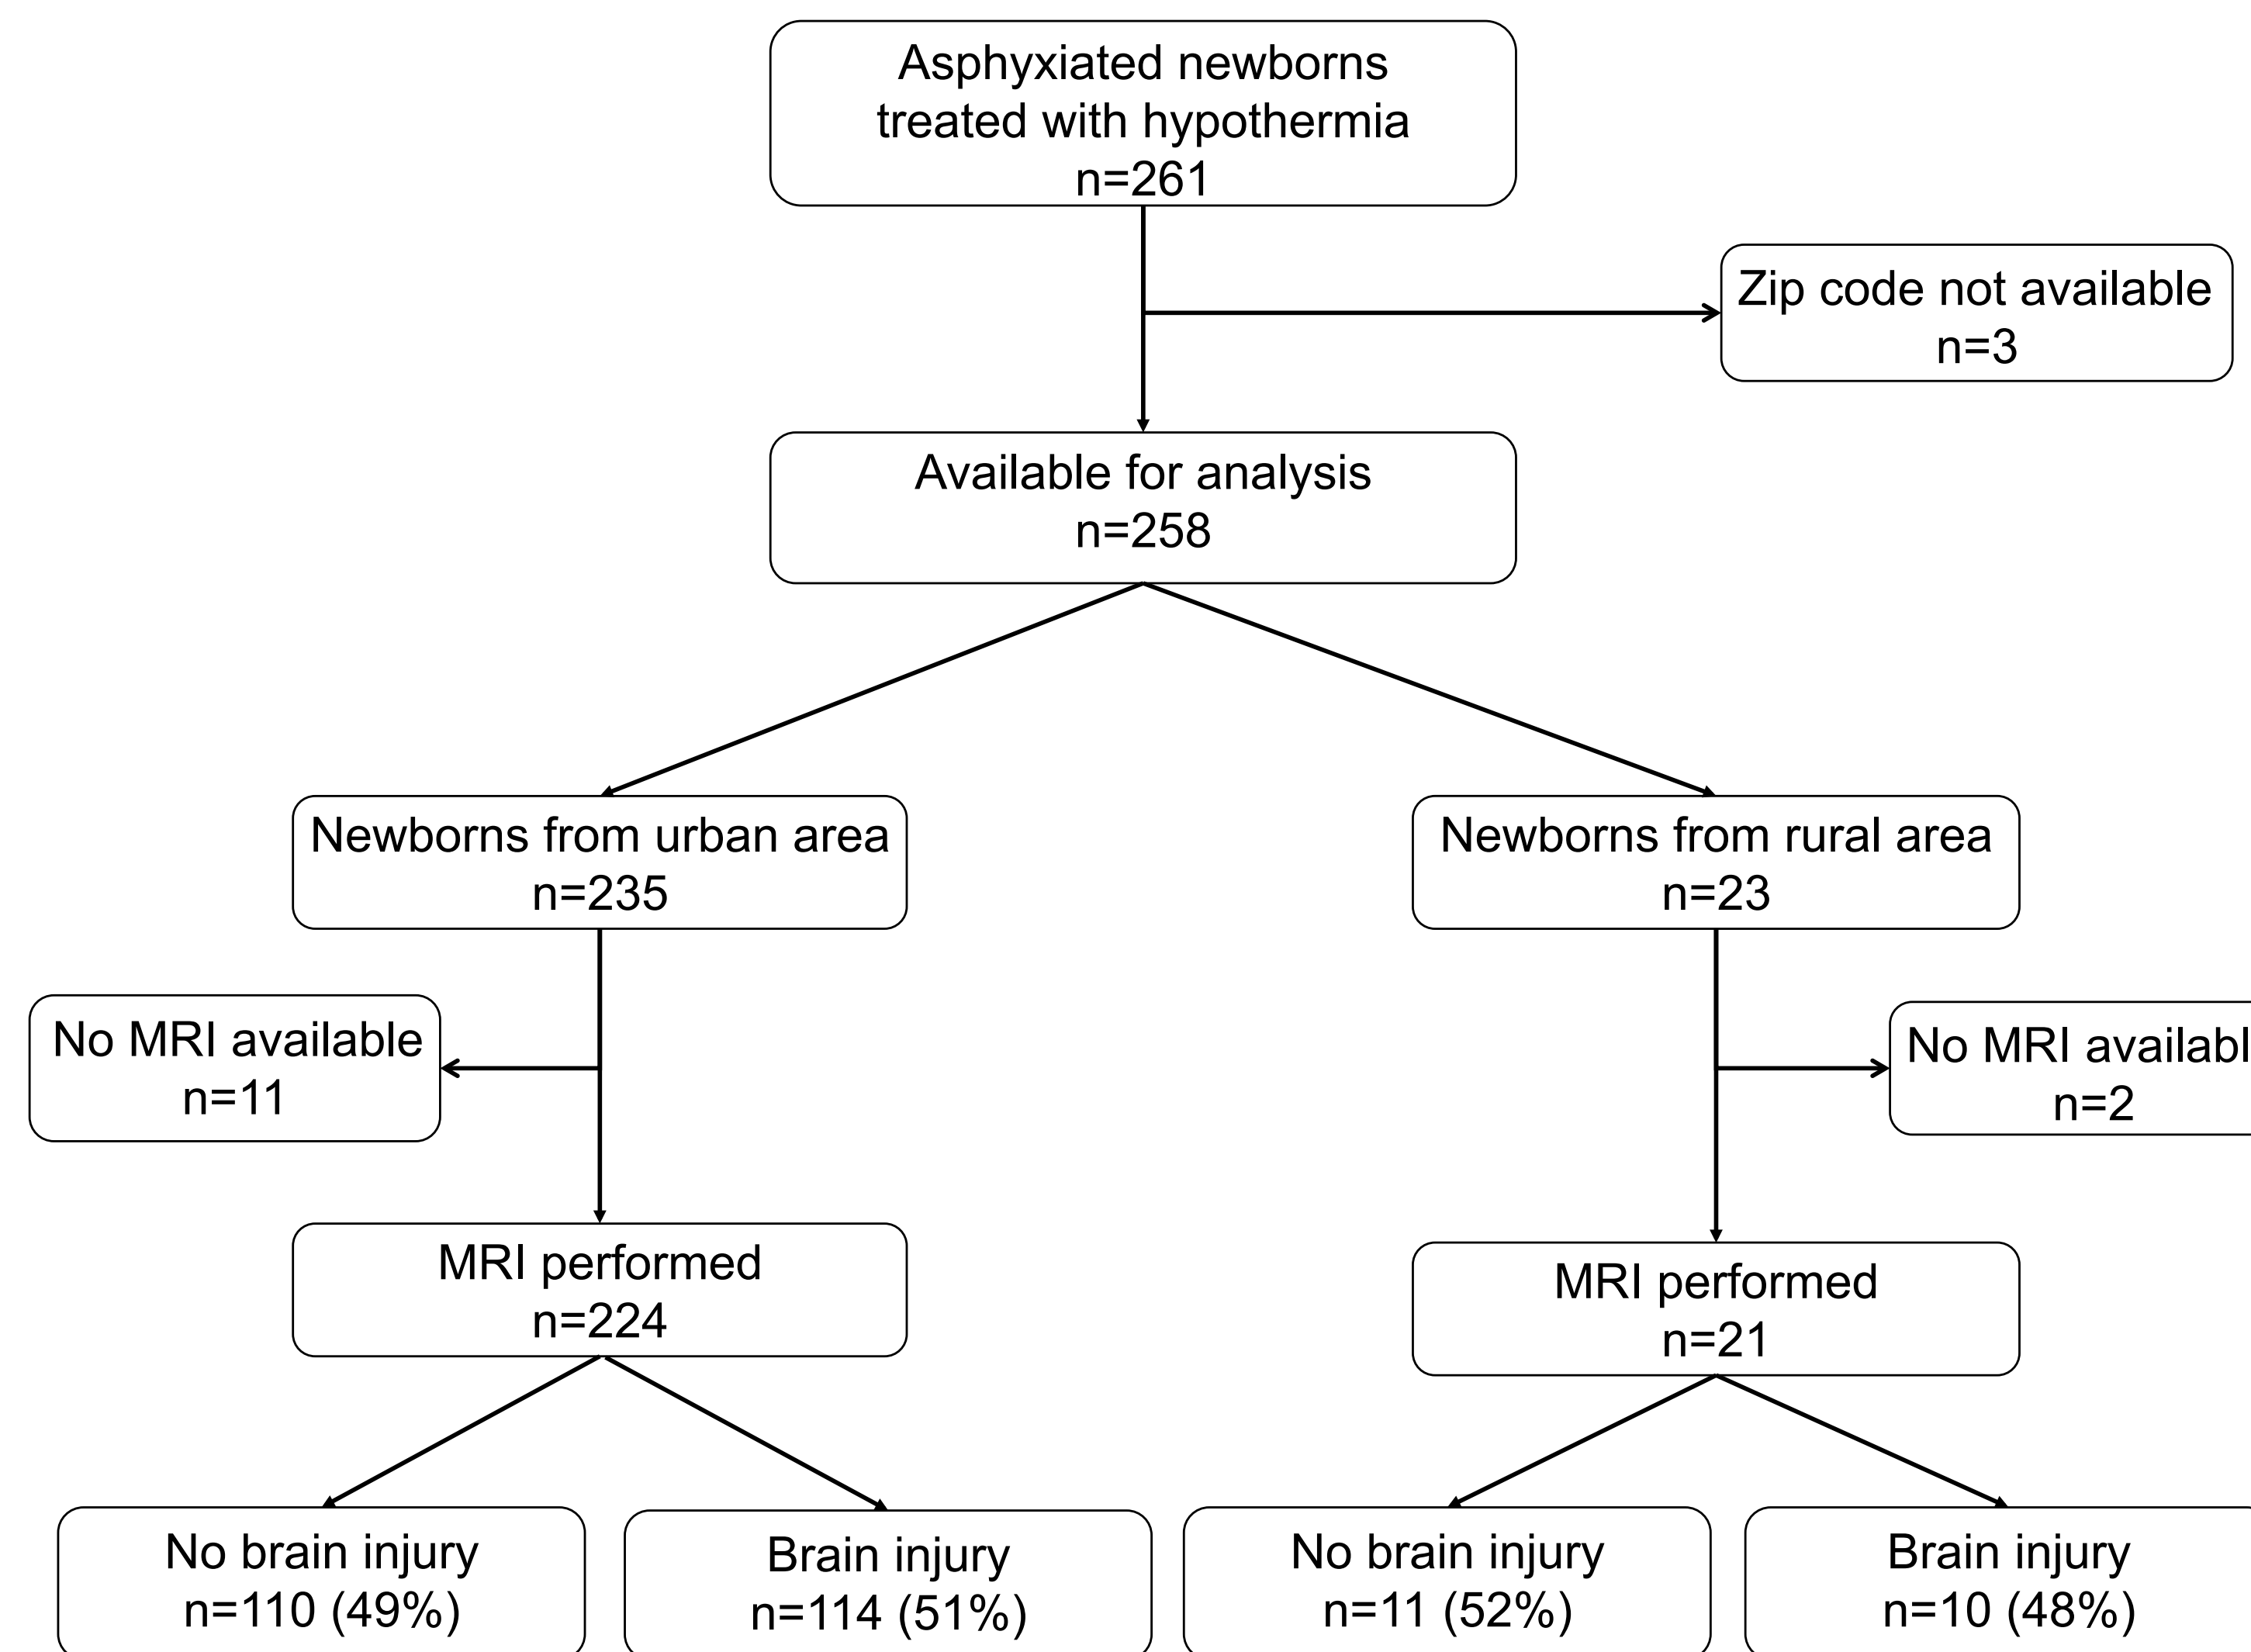 Asphyxiated newborns
treated with hypothermia
n=261
Zip code not available
n=3
Available for analysis
n=258
Newborns from urban area
n=235
Newborns from rural area
n=23
No MRI available
n=11
No MRI availabl
n=2
MRI performed
n=224
MRI performed
n=21
No brain injury
n=110 (49%)
Brain injury
n=114 (51%)
No brain injury
n=11 (52%)
Brain injury
n=10 (48%)